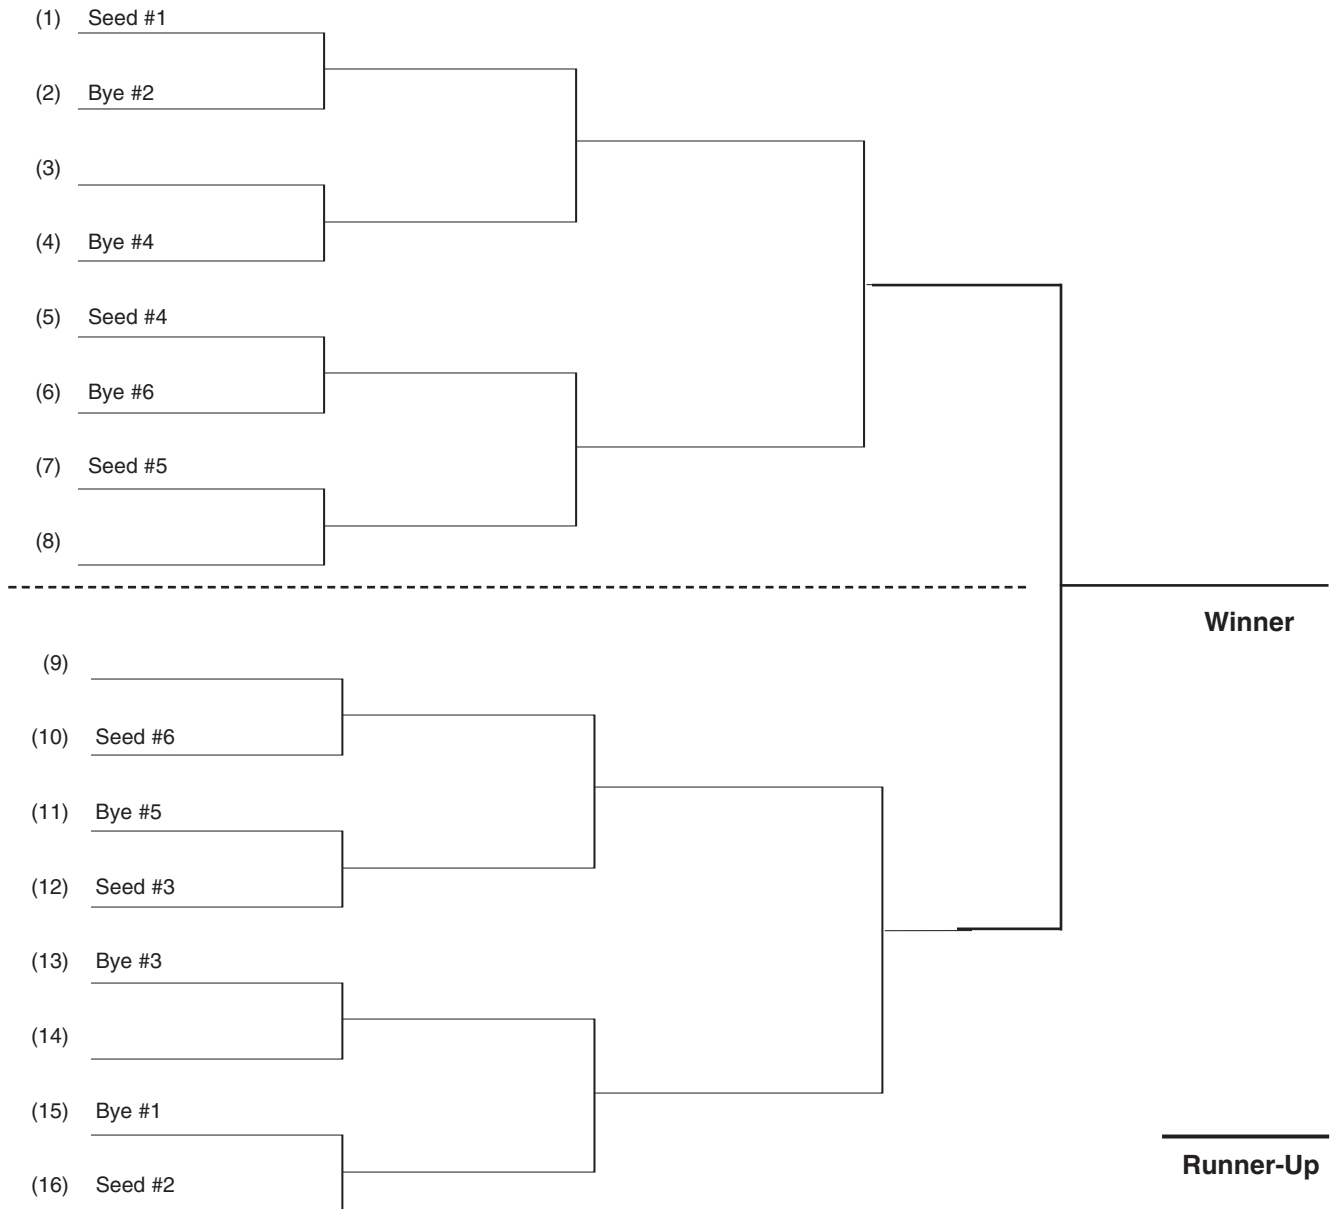 (1) Seed #1
(2) Bye #2
(3)
(4) Bye #4
(5) Seed #4
(6) Bye #6
(7) Seed #5
(8)
Winner
(9)
(10) Seed #6
(11) Bye #5
(12) Seed #3
(13) Bye #3
(14)
(15) Bye #1
(16) Seed #2
Runner-Up